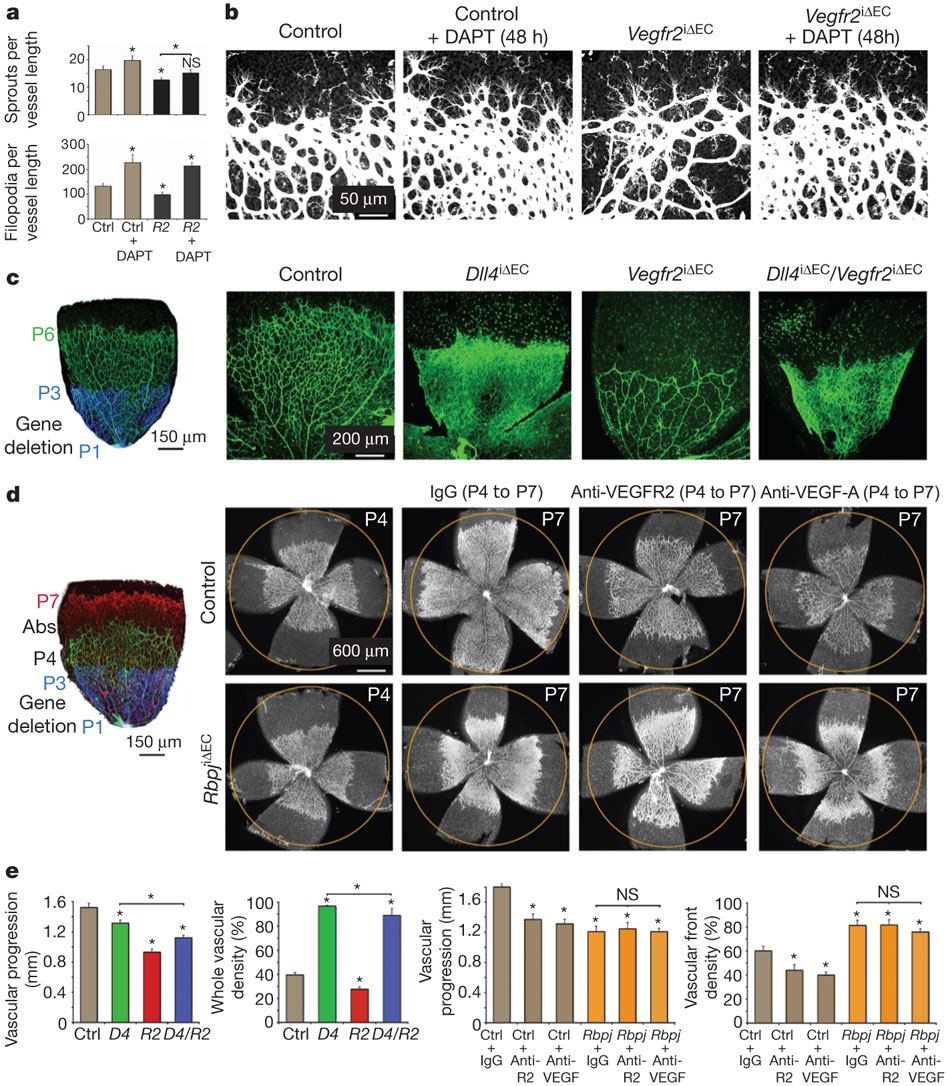 a
Sprouts per
vessel length
20
10
0
*
*
*
NS
Filopodia per
vessel length
300
200
100
0
*
*
*
Ctrl
Ctrl
+
DAPT
R2
R2
+
DAPT
b
Control
Control
+ DAPT (48 h)
Vegfr2iΔEC
Vegfr2iΔEC
+ DAPT (48h)
50 μm
c
P6
P3
Gene
deletion
P1
150 μm
Control
Dll4iΔEC
Vegfr2iΔEC
Dll4iΔEC/Vegfr2iΔEC
200 μm
d
P7
Abs
P4
P3
Gene
deletion
P1
150 μm
IgG (P4 to P7)
Anti-VEGFR2 (P4 to P7)
Anti-VEGF-A (P4 to P7)
Control
P4
P7
P7
P7
600 μm
RbpjiΔEC
P4
P7
P7
P7
e
Vascular progression
(mm)
1.6
1.2
0.8
0.4
0
*
*
*
*
Ctrl
D4
R2
D4/R2
Whole vascular
density (%)
100
80
60
40
20
0
*
*
*
*
Ctrl
D4
R2
D4/R2
Vascular
progression (mm)
1.6
1.2
0.8
0.4
0
NS
*
*
*
*
*
Ctrl
+
IgG
Ctrl
+
Anti-
R2
Ctrl
+
Anti-
VEGF
Rbpj
+
IgG
Rbpj
+
Anti-
R2
Rbpj
+
Anti-
VEGF
Vascular front
density (%)
100
80
60
40
20
0
NS
*
*
*
*
*
Ctrl
+
IgG
Ctrl
+
Anti-
R2
Ctrl
+
Anti-
VEGF
Rbpj
+
IgG
Rbpj
+
Anti-
R2
Rbpj
+
Anti-
VEGF